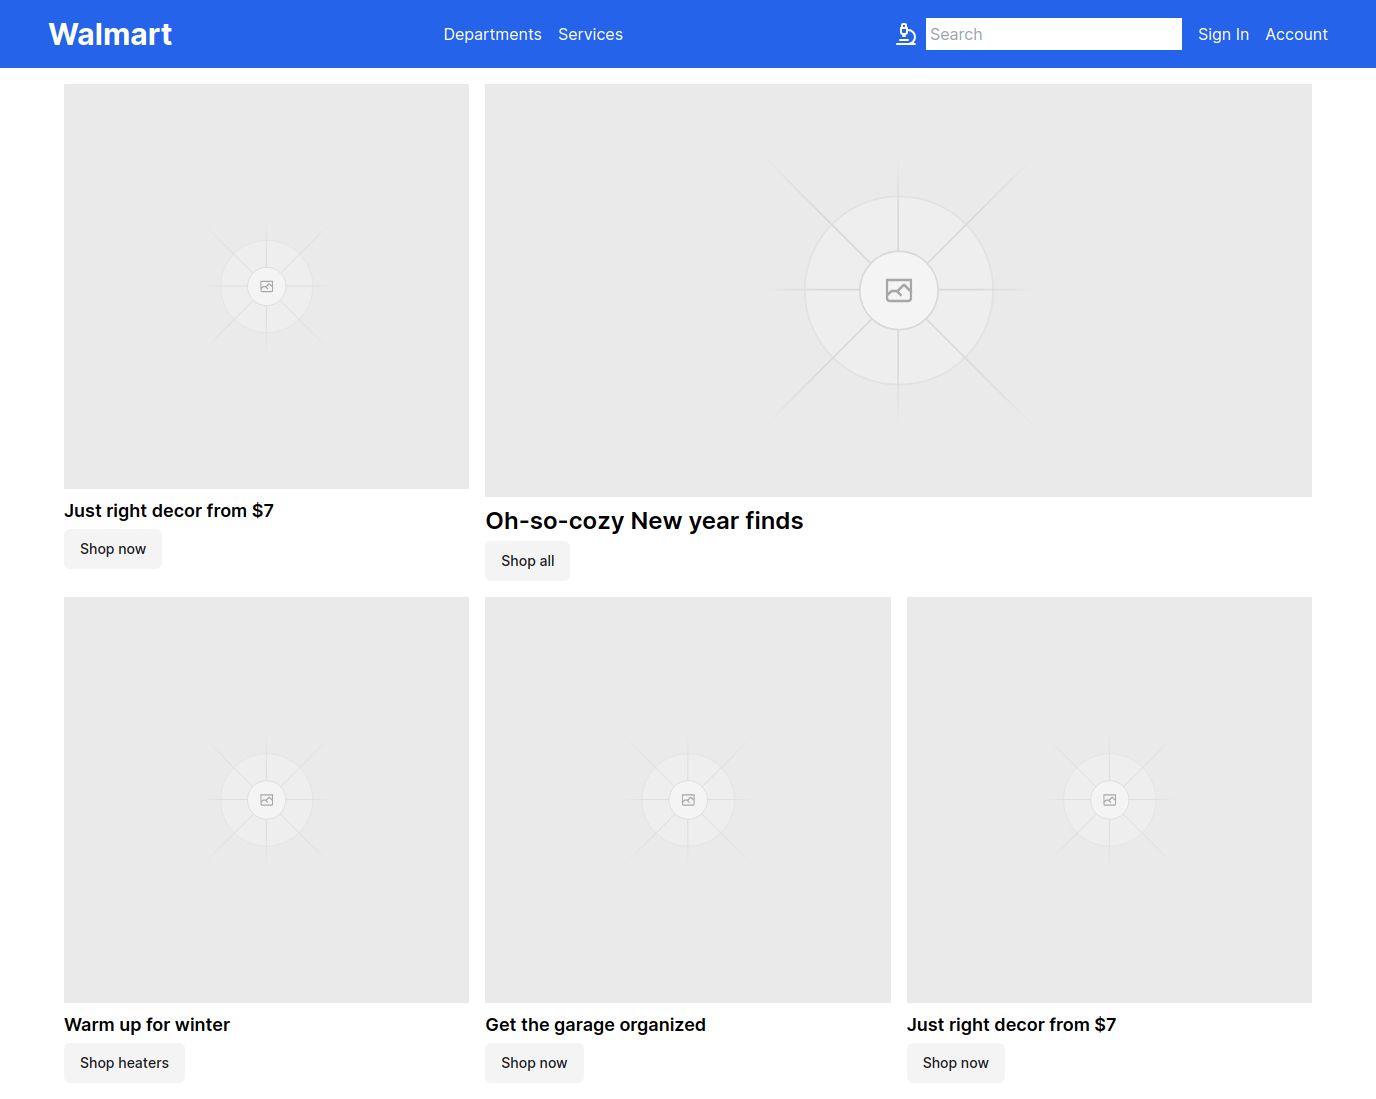 Walmart
Departments Services
Search
Sign In Account
Just right decor from $7
Shop now
Oh-so-cozy New year finds
Shop all
Warm up for winter
Shop heaters
Get the garage organized
Shop now
Just right decor from $7
Shop now